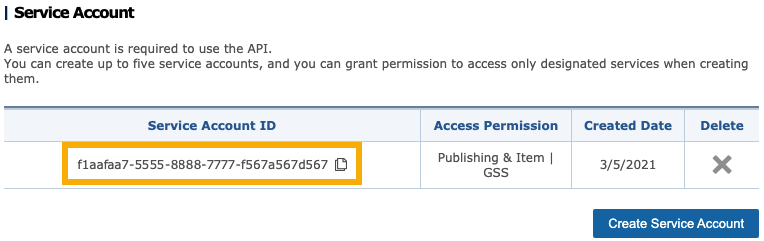 Service Account
A service account is required to use the API.
You can create up to five service accounts, and you can grant permission to access only designated services when creating
them.
Service Account ID Access Permission Created Date Delete
f1aafaa7-5555-8888-7777-f567a567d567 Publishing & Item | 3/5/2021
GSS
Create Service Account